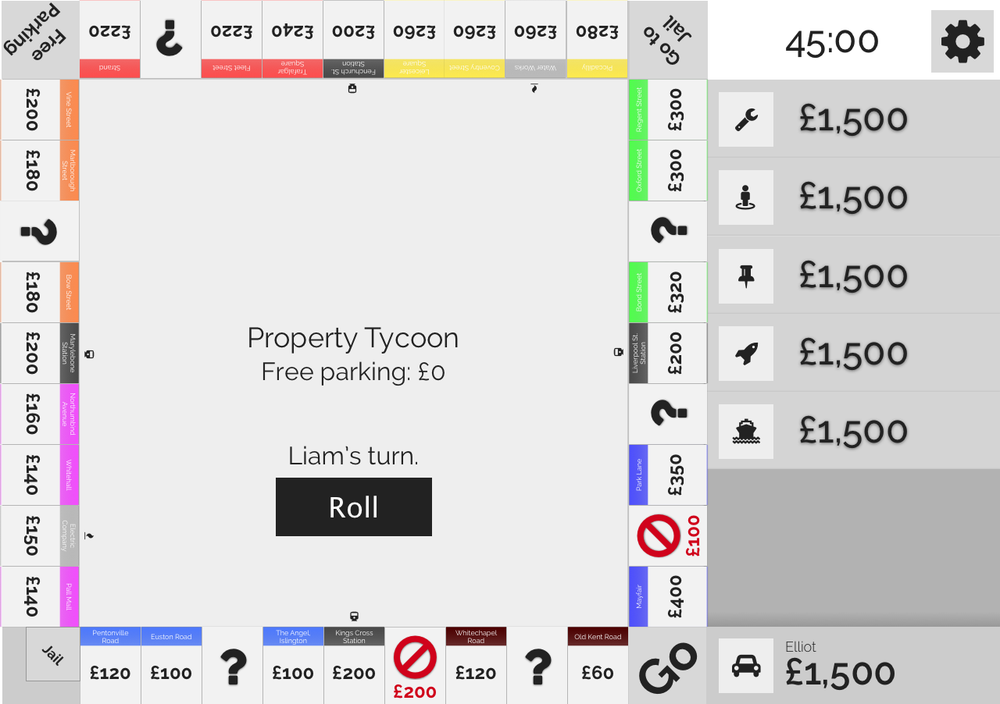 Free
Parking
£220
£220
£240
£200
£260
£260
£260
£280
Strand
Fleet Street
Trafalgar
Square
Fenchurch St.
Station
Leicester
Square
Coventry Street
Water Works
Piccadilly
Go to
Jail
45:00
£200
Vine Street
£180
Marlborough
Street
?
£180
Bow Street
£200
Marylebone
Station
£160
Northumbnd
Avenue
£140
Whitehall
£150
Electric
Company
£140
Pall Mall
Property Tycoon
Free parking: £0
Liam's turn.
Roll
Regent Street
£300
Oxford Street
£300
?
Bond Street
£320
Liverpool St.
Station
£200
?
Park Lane
£350
£100
Mayfair
£400
£1,500
£1,500
£1,500
£1,500
£1,500
Jail
Pentonville
Road
£120
Euston Road
£100
?
The Angel,
Islington
£100
Kings Cross
Station
£200
£200
Whitechapel
Road
£120
?
Old Kent Road
£60
Go
Elliot
£1,500